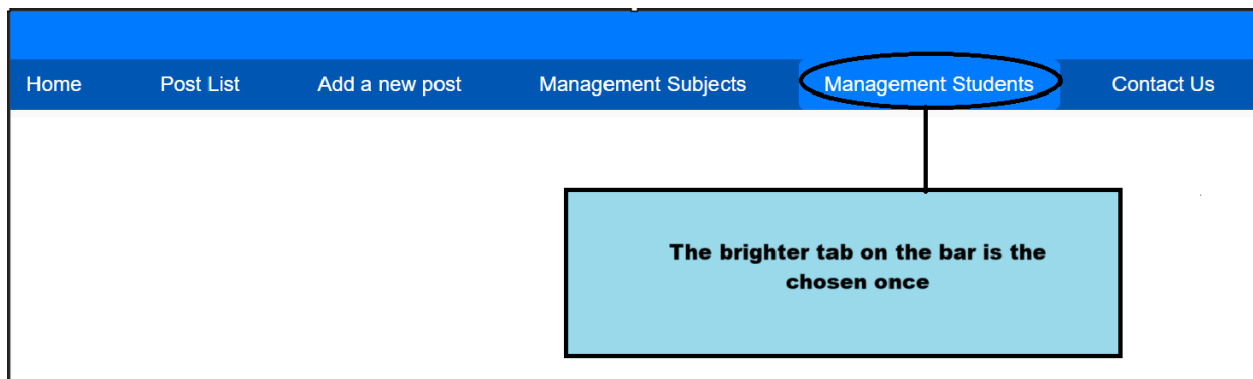 Home Post List Add a new post Management Subjects Management Students Contact Us
The brighter tab on the bar is the
chosen once